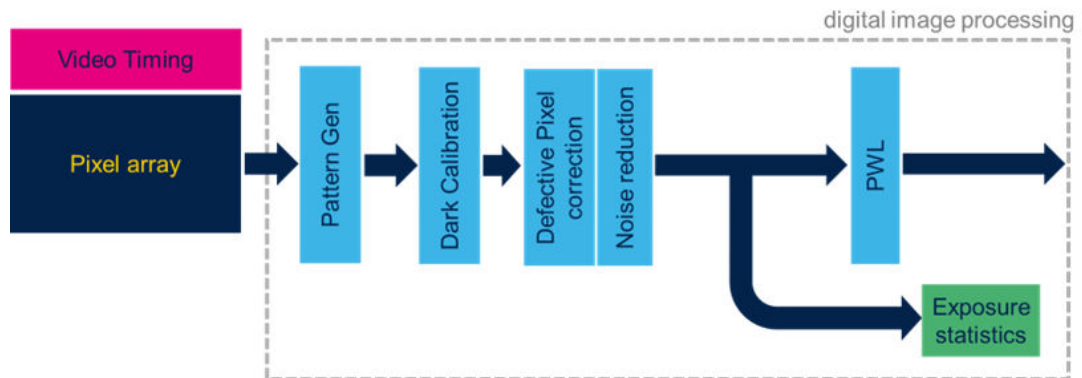 digital image processing
Video Timing
Pixel array
Pattern Gen
Dark Calibration
Defective Pixel
correction
Noise reduction
PWL
Exposure
statistics